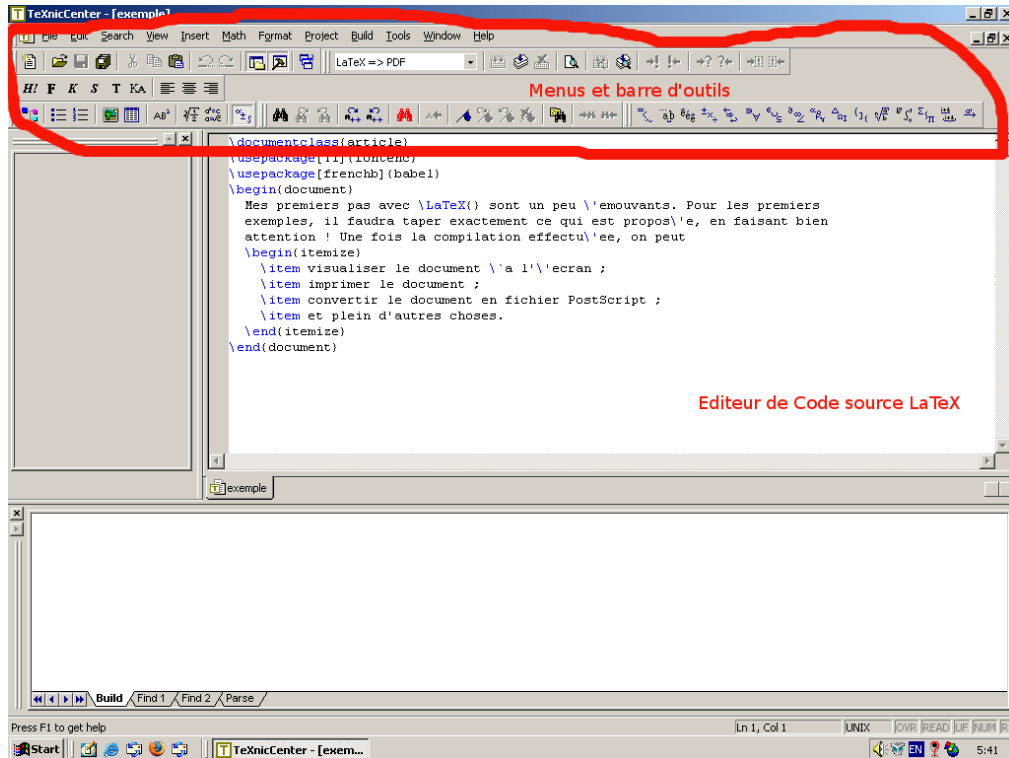 TeXnicCenter - [exemple]
File Edit Search View Insert Math Format Project Build Tools Window Help
LaTeX => PDF
H! F K S T KA
Menus et barre d'outils
\documentclass{article}
\usepackage[T1]{fontenc}
\usepackage[frenchb]{babel}
\begin{document}
Mes premiers pas avec \LaTeX{} sont un peu \'emouvants. Pour les premiers
exemples, il faudra taper exactement ce qui est propos\'e, en faisant bien
attention ! Une fois la compilation effectu\'ee, on peut
\begin{itemize}
\item visualiser le document \`a l'\'ecran ;
\item imprimer le document ;
\item convertir le document en fichier PostScript ;
\item et plein d'autres choses.
\end{itemize}
\end{document}
Editeur de Code source LaTeX
exemple
Build Find 1 Find 2 Parse
Press F1 to get help
Ln 1, Col 1 UNIX OVR READ UF NUM R
Start TeXnicCenter - [exem... EN 5:41